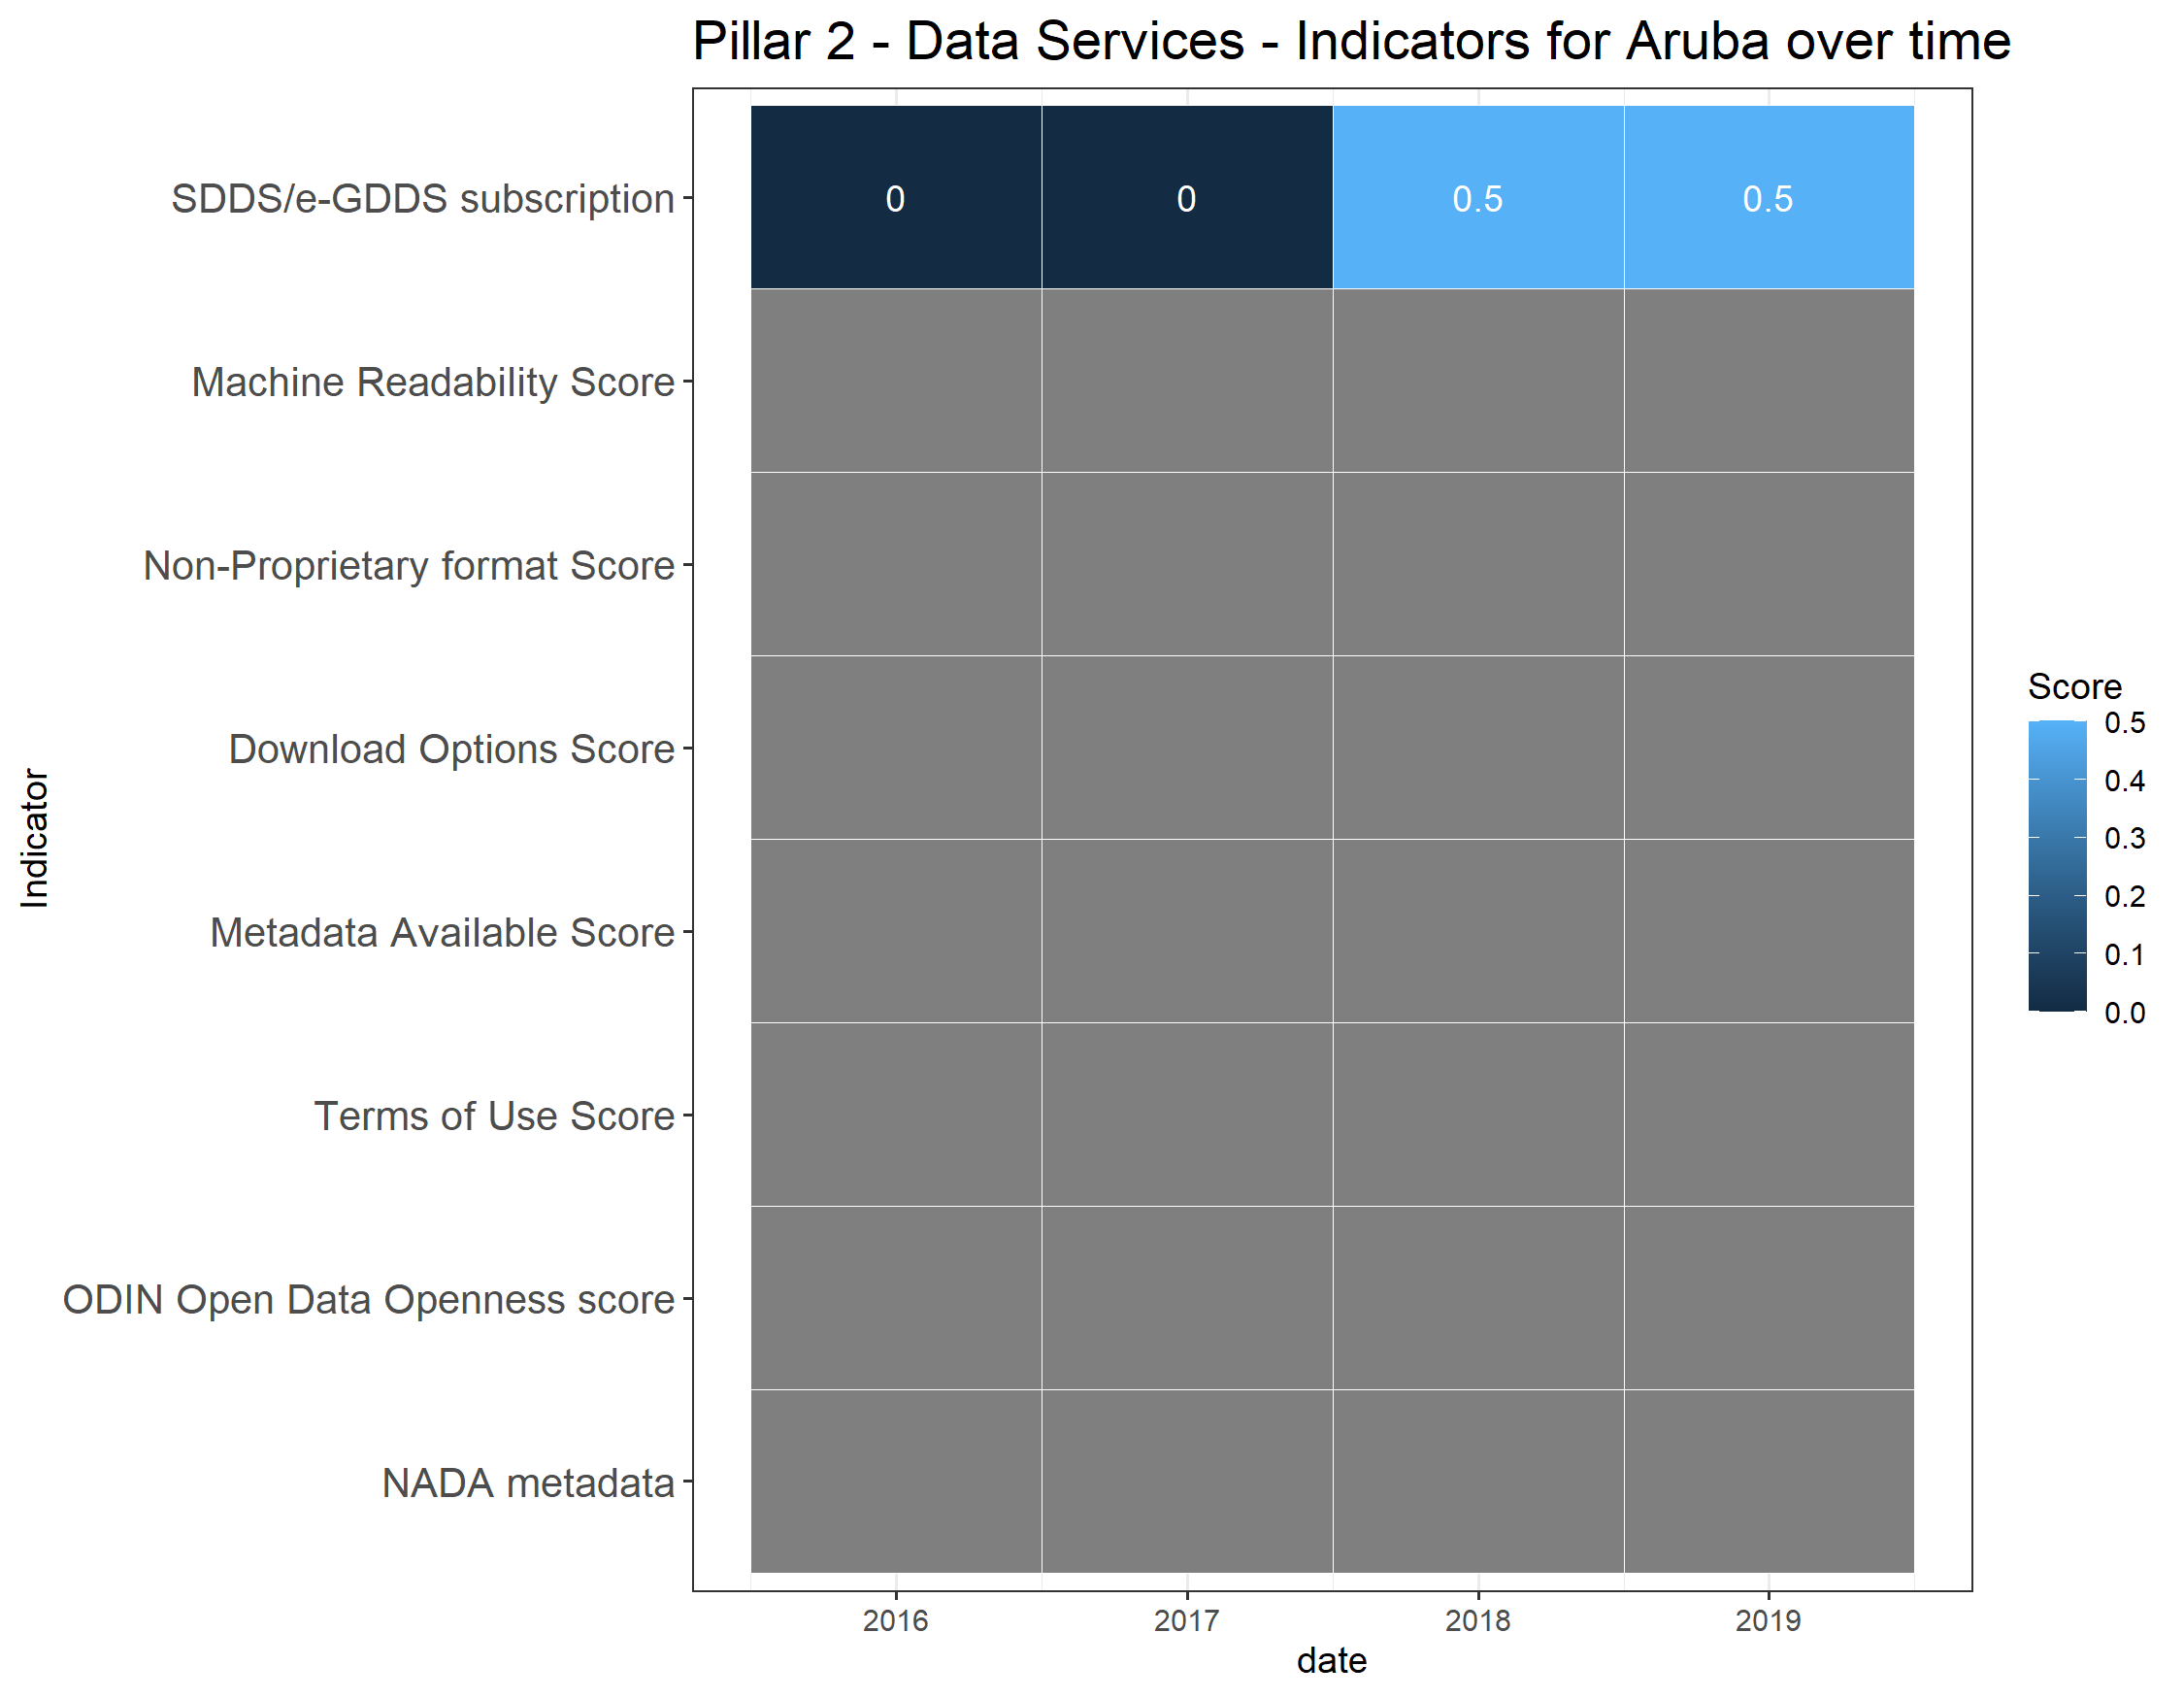 Pillar 2 - Data Services - Indicators for Aruba over time
Indicator
SDDS/e-GDDS subscription
0
0
0.5
0.5
Machine Readability Score
Non-Proprietary format Score
Download Options Score
Metadata Available Score
Terms of Use Score
ODIN Open Data Openness score
NADA metadata
2016
2017
2018
2019
date
Score
0.5
0.4
0.3
0.2
0.1
0.0